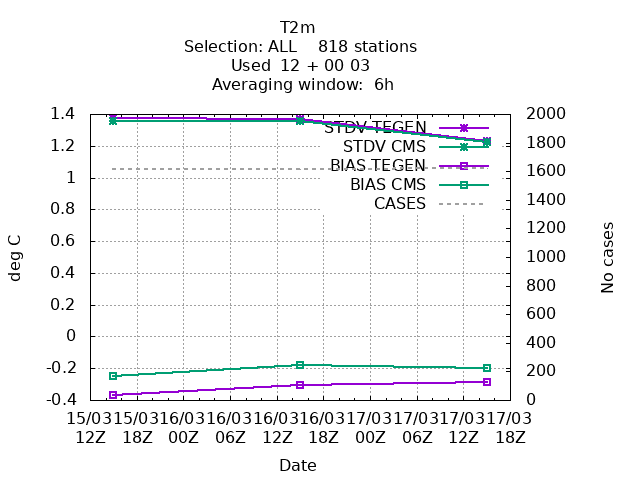 T2m
Selection: ALL    818 stations
Used  12 + 00 03
Averaging window:  6h
1.4
1.2
1
0.8
0.6
0.4
0.2
0
-0.2
-0.4
2000
1800
1600
1400
1200
1000
800
600
400
200
0
STDV TEGEN
STDV CMS
BIAS TEGEN
BIAS CMS
CASES
deg C
No cases
15/03 15/03 16/03 16/03 16/03 16/03 17/03 17/03 17/03 17/03
12Z 18Z 00Z 06Z 12Z 18Z 00Z 06Z 12Z 18Z
Date